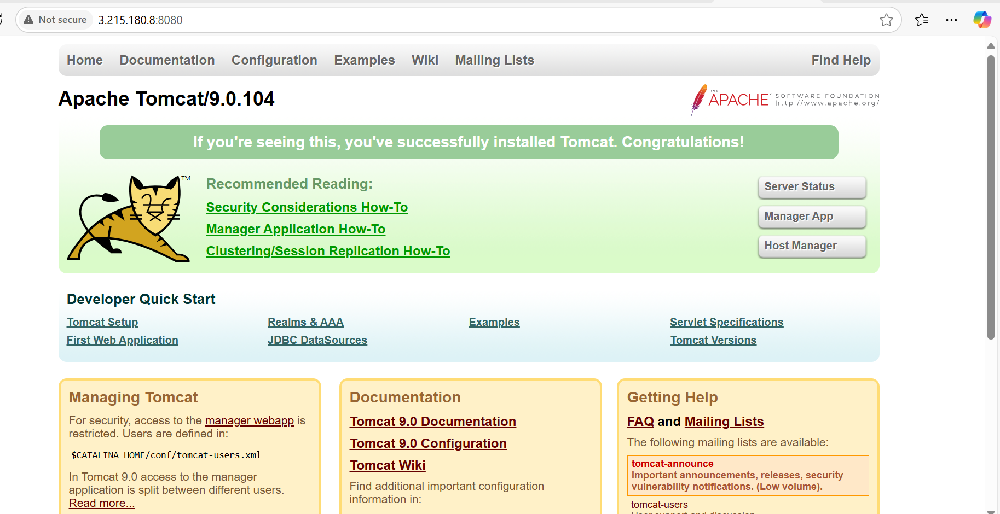 Not secure 3.215.180.8:8080
Home Documentation Configuration Examples Wiki Mailing Lists Find Help
Apache Tomcat/9.0.104
THE APACHE SOFTWARE FOUNDATION
http://www.apache.org/
If you're seeing this, you've successfully installed Tomcat. Congratulations!
TM
Recommended Reading:
Security Considerations How-To
Manager Application How-To
Clustering/Session Replication How-To
Server Status
Manager App
Host Manager
Developer Quick Start
Tomcat Setup
First Web Application
Realms & AAA
JDBC DataSources
Examples
Servlet Specifications
Tomcat Versions
Managing Tomcat
For security, access to the manager webapp is
restricted. Users are defined in:
$CATALINA_HOME/conf/tomcat-users.xml
In Tomcat 9.0 access to the manager
application is split between different users.
Read more...
Documentation
Tomcat 9.0 Documentation
Tomcat 9.0 Configuration
Tomcat Wiki
Find additional important configuration
information in:
Getting Help
FAQ and Mailing Lists
The following mailing lists are available:
tomcat-announce
Important announcements, releases, security
vulnerability notifications. (Low volume).
tomcat-users